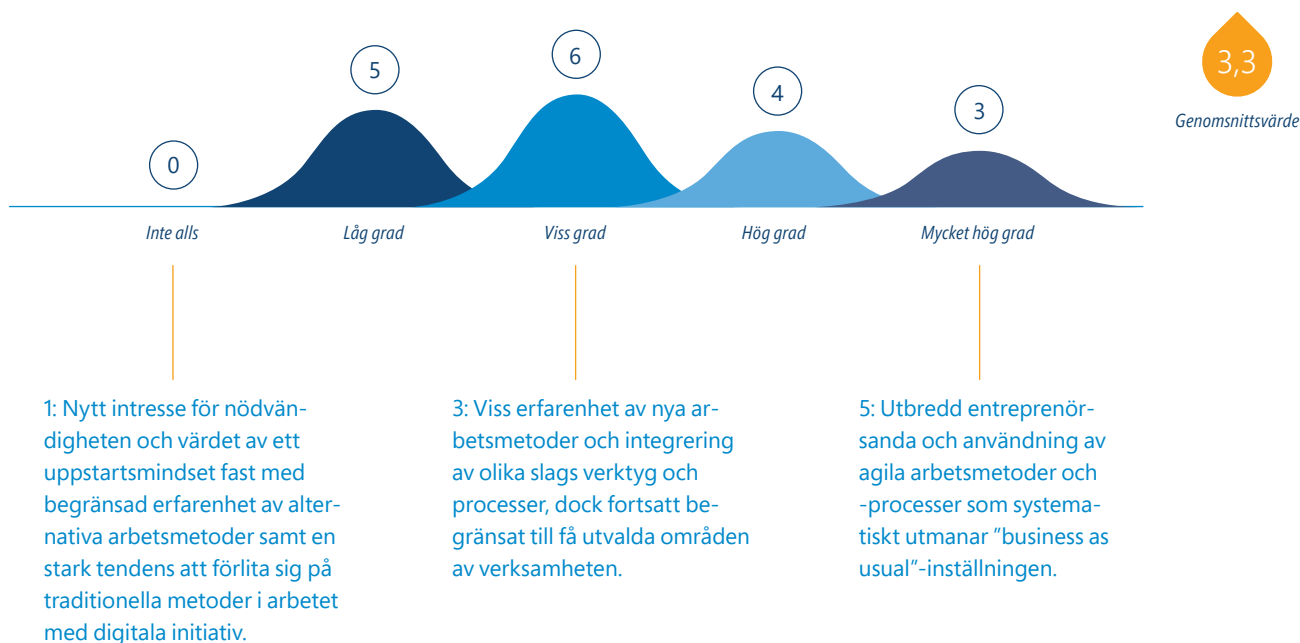 0
5
6
4
3
3,3
Genomsnittsvärde
Inte alls
Låg grad
Viss grad
Hög grad
Mycket hög grad
1: Nytt intresse för nödvän-
digheten och värdet av ett
uppstartsmindset fast med
begränsad erfarenhet av alter-
nativa arbetsmetoder samt en
stark tendens att förlita sig på
traditionella metoder i arbetet
med digitala initiativ.
3: Viss erfarenhet av nya ar-
betsmetoder och integrering
av olika slags verktyg och
processer, dock fortsatt be-
gränsat till få utvalda områden
av verksamheten.
5: Utbredd entreprenör-
sanda och användning av
agila arbetsmetoder och
-processer som systema-
tiskt utmanar ”business as
usual”-inställningen.